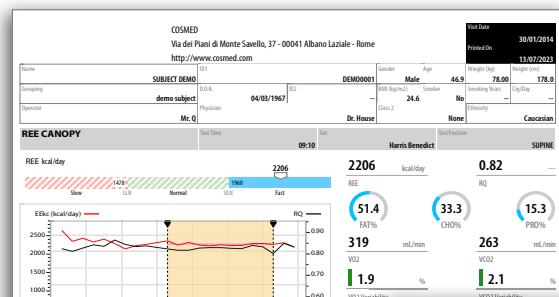 COSMED
Via dei Piani di Monte Savello, 37 - 00041 Albano Laziale - Rome
http://www.cosmed.com
Visit Date
30/01/2014
Printed On
13/07/2023
Name ID1 Gender Age Weight (kg) Height (cm)
SUBJECT DEMO DEMO0001 Male 46.9 78.00 178.0
Grouping D.O.B. ID2 BMI (kg/m2) Smoker Smoking Years Cig/Day
demo subject 04/03/1967 -- 24.6 No -- --
Operator Physician Class 2 Ethnicity
Mr. Q Dr. House None Caucasian
REE CANOPY Test Time 09:10 Set Harris Benedict Test Position SUPINE
REE kcal/day
2206
1478 1960
Slow LLN Normal ULN Fast
2206 kcal/day 0.82 ---
REE RQ
51.4 33.3 15.3
FAT% CHO% PRO%
319 mL/min 263 mL/min
VO2 VCO2
1.9 % 2.1 %
VO2 Variability VCO2 Variability
EEkc (kcal/day) RQ
2500 0.90
2000 0.80
1500 0.70
1000 0.60